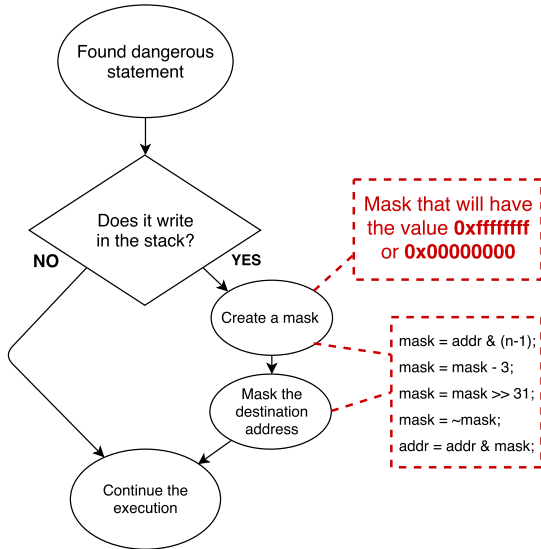 Found dangerous
statement
Does it write
in the stack?
NO
YES
Mask that will have
the value 0xffffffff
or 0x00000000
Create a mask
mask = addr & (n-1);
mask = mask - 3;
mask = mask >> 31;
mask = ~mask;
addr = addr & mask;
Mask the
destination
address
Continue the
execution